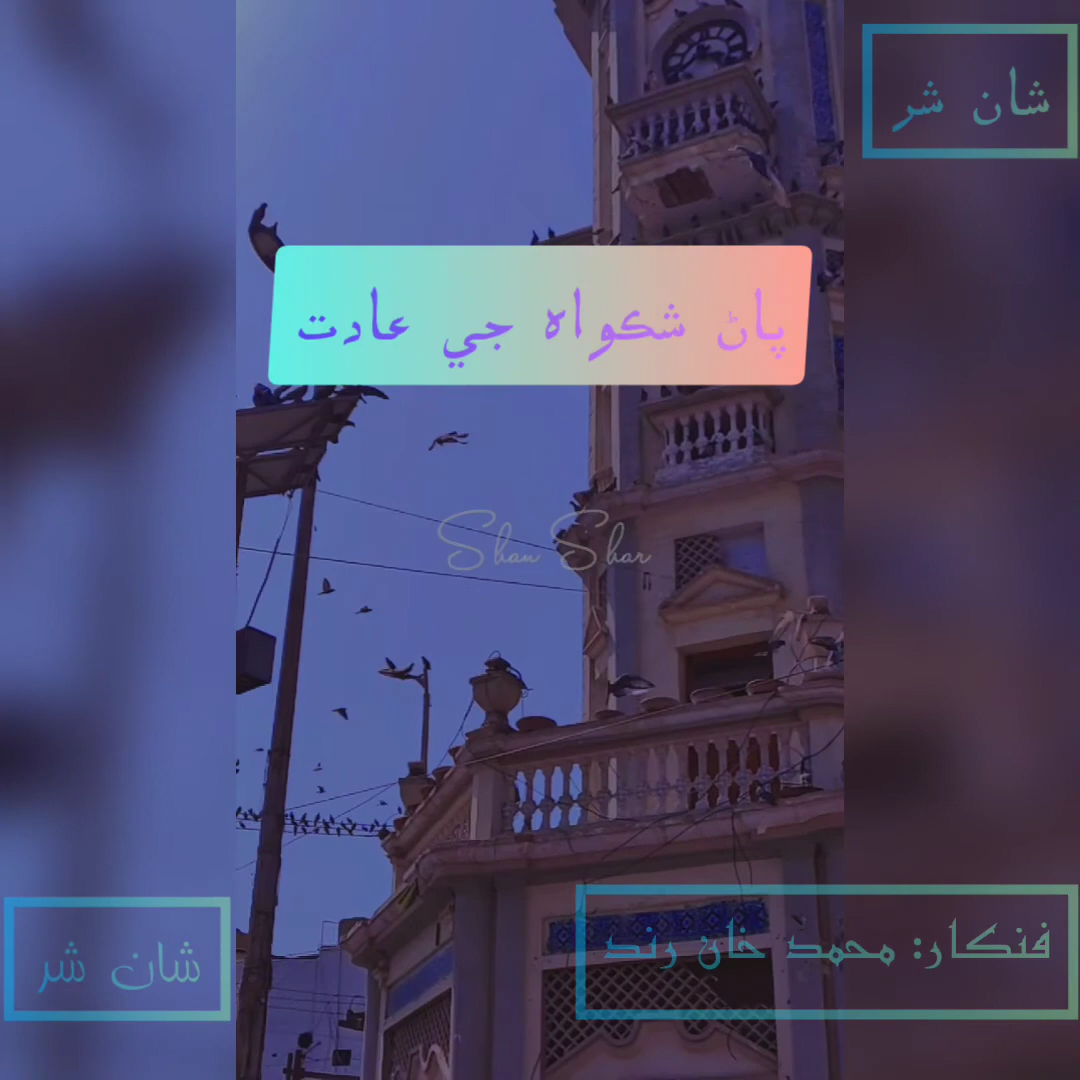 شان شر
پاڻ شڪواه جي عادت
Shan Shar
فنڪار: محمد خان رند
شان شر